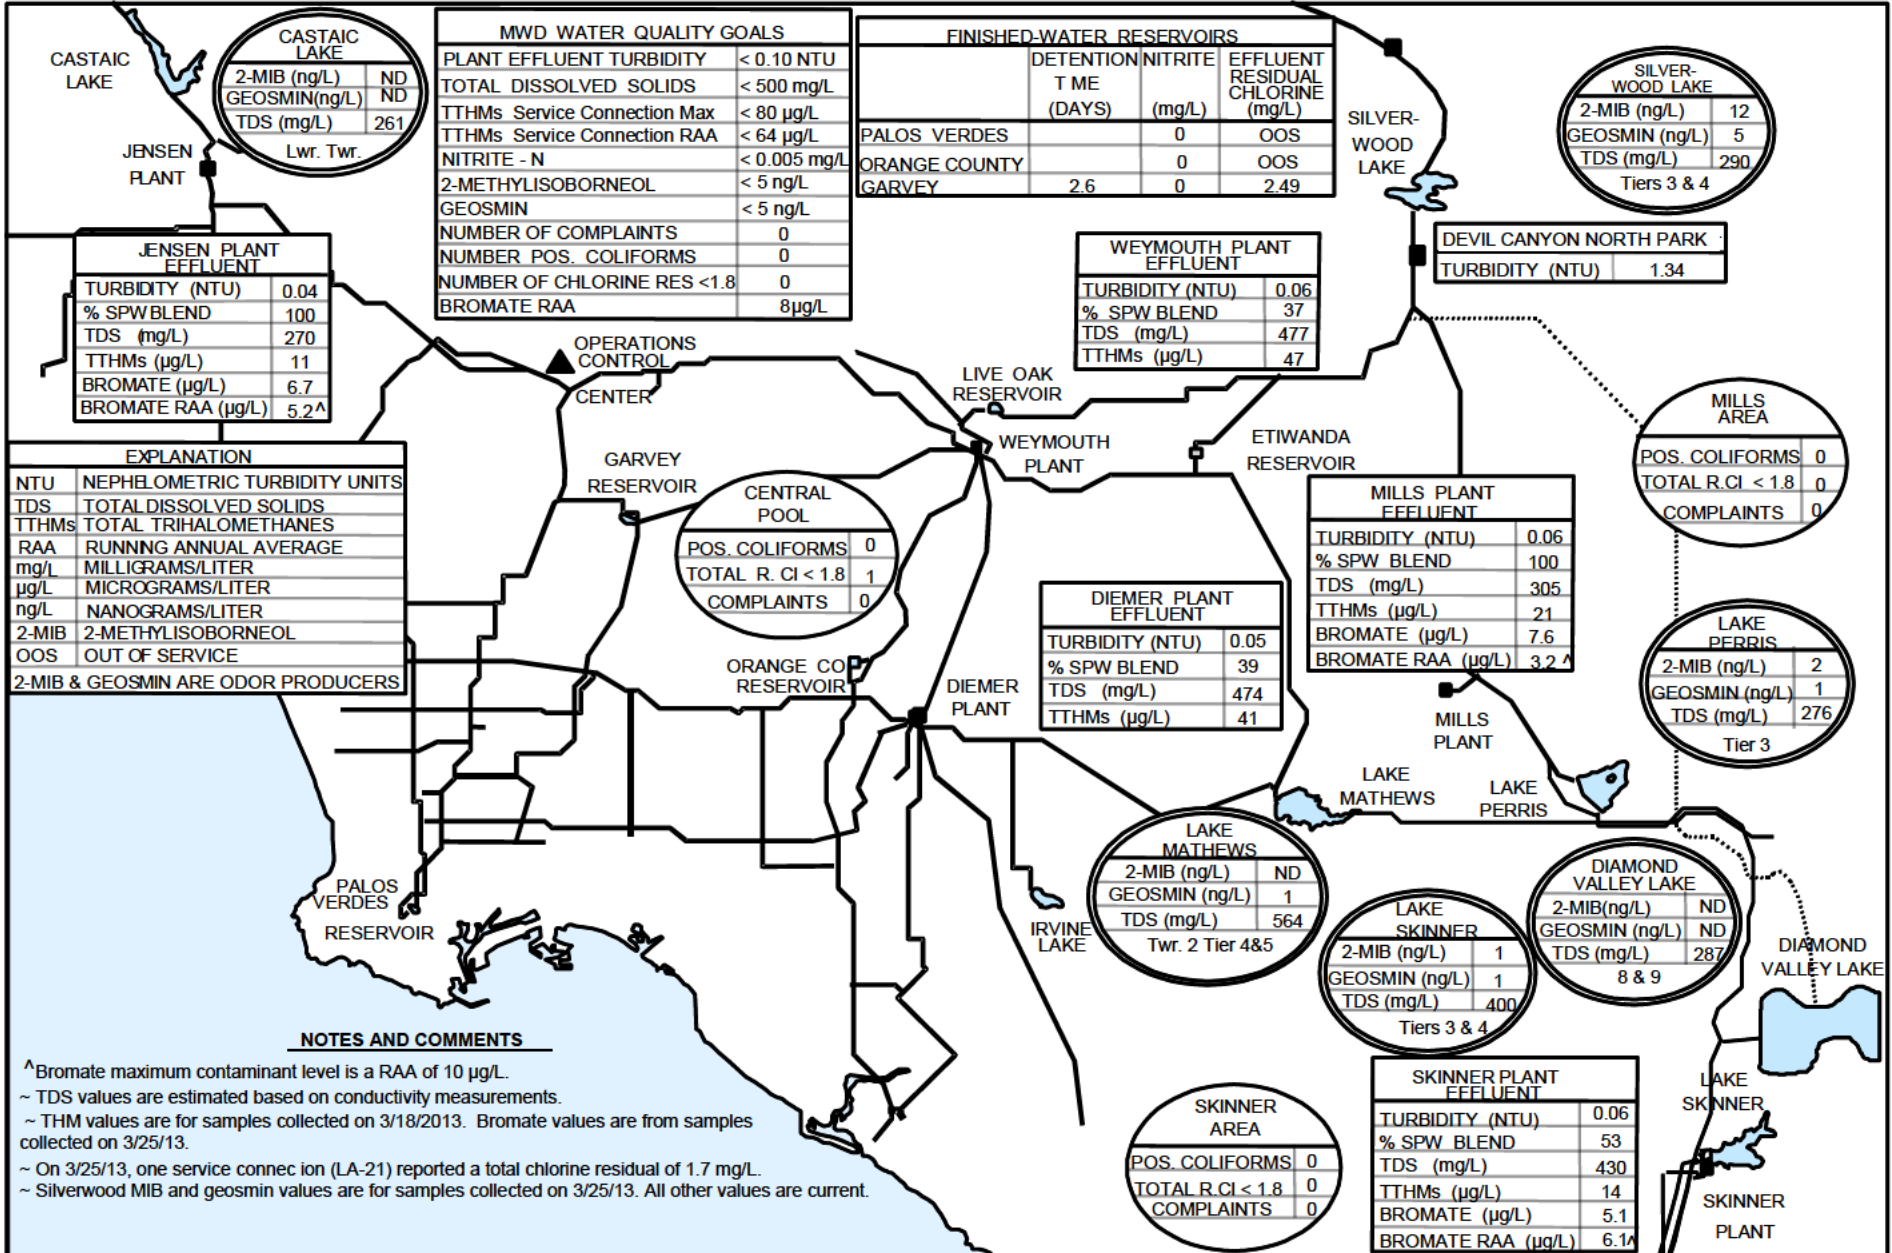 CASTAIC
LAKE
CASTAIC
LAKE
2-MIB (ng/L) ND
GEOSMIN(ng/L) ND
TDS (mg/L) 261
Lwr. Twr.
JENSEN
PLANT
MWD WATER QUALITY GOALS
PLANT EFFLUENT TURBIDITY < 0.10 NTU
TOTAL DISSOLVED SOLIDS < 500 mg/L
TTHMs Service Connection Max < 80 µg/L
TTHMs Service Connection RAA < 64 µg/L
NITRITE - N < 0.005 mg/L
2-METHYLISOBORNEOL < 5 ng/L
GEOSMIN < 5 ng/L
NUMBER OF COMPLAINTS 0
NUMBER POS. COLIFORMS 0
NUMBER OF CHLORINE RES <1.8 0
BROMATE RAA 8µg/L
FINISHED-WATER RESERVOIRS
DETENTION NITRITE EFFLUENT
RESIDUAL
T ME CHLORINE
(DAYS) (mg/L) (mg/L)
PALOS VERDES 0 OOS
ORANGE COUNTY 0 OOS
GARVEY 2.6 0 2.49
SILVER-
WOOD
LAKE
SILVER-
WOOD LAKE
2-MIB (ng/L) 12
GEOSMIN (ng/L) 5
TDS (mg/L) 290
Tiers 3 & 4
DEVIL CANYON NORTH PARK
TURBIDITY (NTU) 1.34
JENSEN PLANT
EFFLUENT
TURBIDITY (NTU) 0.04
% SPW BLEND 100
TDS (mg/L) 270
TTHMs (µg/L) 11
BROMATE (µg/L) 6.7
BROMATE RAA (µg/L) 5.2^
WEYMOUTH PLANT
EFFLUENT
TURBIDITY (NTU) 0.06
% SPW BLEND 37
TDS (mg/L) 477
TTHMs (µg/L) 47
OPERATIONS
CONTROL
CENTER
LIVE OAK
RESERVOIR
WEYMOUTH
PLANT
ETIWANDA
RESERVOIR
MILLS
AREA
POS. COLIFORMS 0
TOTAL R.Cl < 1.8 0
COMPLAINTS 0
EXPLANATION
NTU NEPHELOMETRIC TURBIDITY UNITS
TDS TOTAL DISSOLVED SOLIDS
TTHMs TOTAL TRIHALOMETHANES
RAA RUNNING ANNUAL AVERAGE
mg/L MILLIGRAMS/LITER
µg/L MICROGRAMS/LITER
ng/L NANOGRAMS/LITER
2-MIB 2-METHYLISOBORNEOL
OOS OUT OF SERVICE
2-MIB & GEOSMIN ARE ODOR PRODUCERS
GARVEY
RESERVOIR
CENTRAL
POOL
POS. COLIFORMS 0
TOTAL R. Cl < 1.8 1
COMPLAINTS 0
MILLS PLANT
EFFLUENT
TURBIDITY (NTU) 0.06
% SPW BLEND 100
TDS (mg/L) 305
TTHMs (µg/L) 21
BROMATE (µg/L) 7.6
BROMATE RAA (µg/L) 3.2 ^
DIEMER PLANT
EFFLUENT
TURBIDITY (NTU) 0.05
% SPW BLEND 39
TDS (mg/L) 474
TTHMs (µg/L) 41
ORANGE CO
RESERVOIR
DIEMER
PLANT
LAKE
PERRIS
2-MIB (ng/L) 2
GEOSMIN (ng/L) 1
TDS (mg/L) 276
Tier 3
MILLS
PLANT
LAKE
MATHEWS
LAKE
PERRIS
LAKE
MATHEWS
2-MIB (ng/L) ND
GEOSMIN (ng/L) 1
TDS (mg/L) 564
Twr. 2 Tier 4&5
IRVINE
LAKE
LAKE
SKINNER
2-MIB (ng/L) 1
GEOSMIN (ng/L) 1
TDS (mg/L) 400
Tiers 3 & 4
DIAMOND
VALLEY LAKE
2-MIB(ng/L) ND
GEOSMIN (ng/L) ND
TDS (mg/L) 287
8 & 9
DIAMOND
VALLEY LAKE
PALOS
VERDES
RESERVOIR
NOTES AND COMMENTS
^Bromate maximum contaminant level is a RAA of 10 µg/L.
~ TDS values are estimated based on conductivity measurements.
~ THM values are for samples collected on 3/18/2013. Bromate values are from samples
collected on 3/25/13.
~ On 3/25/13, one service connec ion (LA-21) reported a total chlorine residual of 1.7 mg/L.
~ Silverwood MIB and geosmin values are for samples collected on 3/25/13. All other values are current.
SKINNER
AREA
POS. COLIFORMS 0
TOTAL R.Cl < 1.8 0
COMPLAINTS 0
SKINNER PLANT
EFFLUENT
TURBIDITY (NTU) 0.06
% SPW BLEND 53
TDS (mg/L) 430
TTHMs (µg/L) 14
BROMATE (µg/L) 5.1
BROMATE RAA (µg/L) 6.1^
LAKE
SKINNER
SKINNER
PLANT